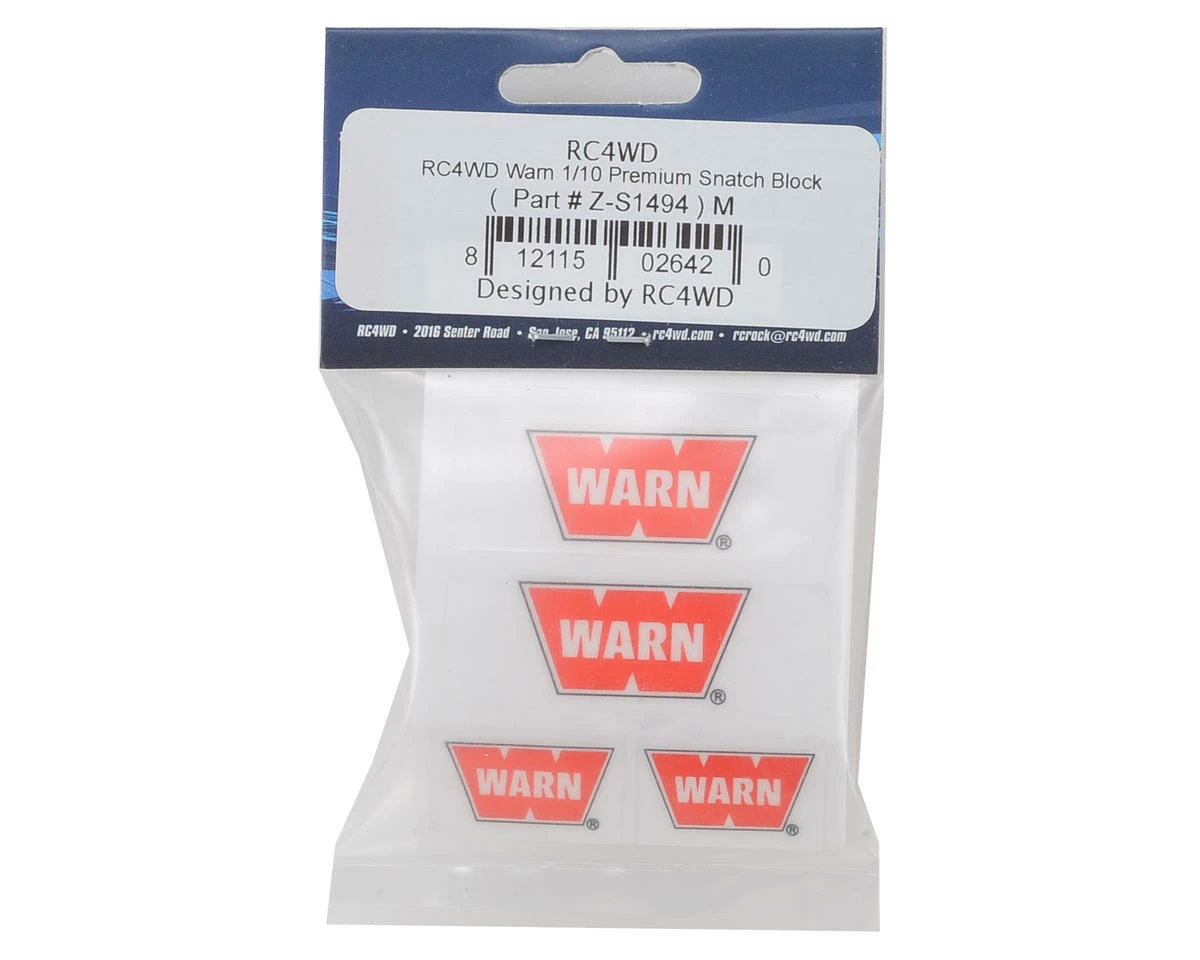 RC4WD
RC4WD Warn 1/10 Premium Snatch Block
( Part # Z-S1494 ) M
8 12115 02642 0
Designed by RC4WD
RC4WD • 2016 Senter Road • San Jose, CA 95112 • rc4wd.com • rcrock@rc4wd.com
WARN
®
WARN
®
WARN WARN
® ®